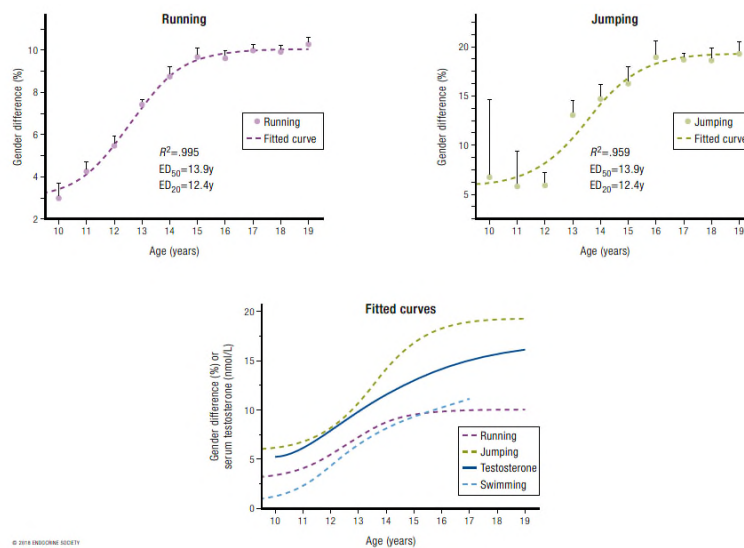 Running
Gender difference (%)
10
8
6
4
2
Running
Fitted curve
R²=.995
ED50=13.9y
ED20=12.4y
10 11 12 13 14 15 16 17 18 19
Age (years)
Jumping
Gender difference (%)
20
15
10
5
Jumping
Fitted curve
R²=.959
ED50=13.9y
ED20=12.4y
10 11 12 13 14 15 16 17 18 19
Age (years)
Fitted curves
Gender difference (%) or
serum testosterone (nmol/L)
20
15
10
5
0
Running
Jumping
Testosterone
Swimming
10 11 12 13 14 15 16 17 18 19
Age (years)
© 2018 ENDOCRINE SOCIETY